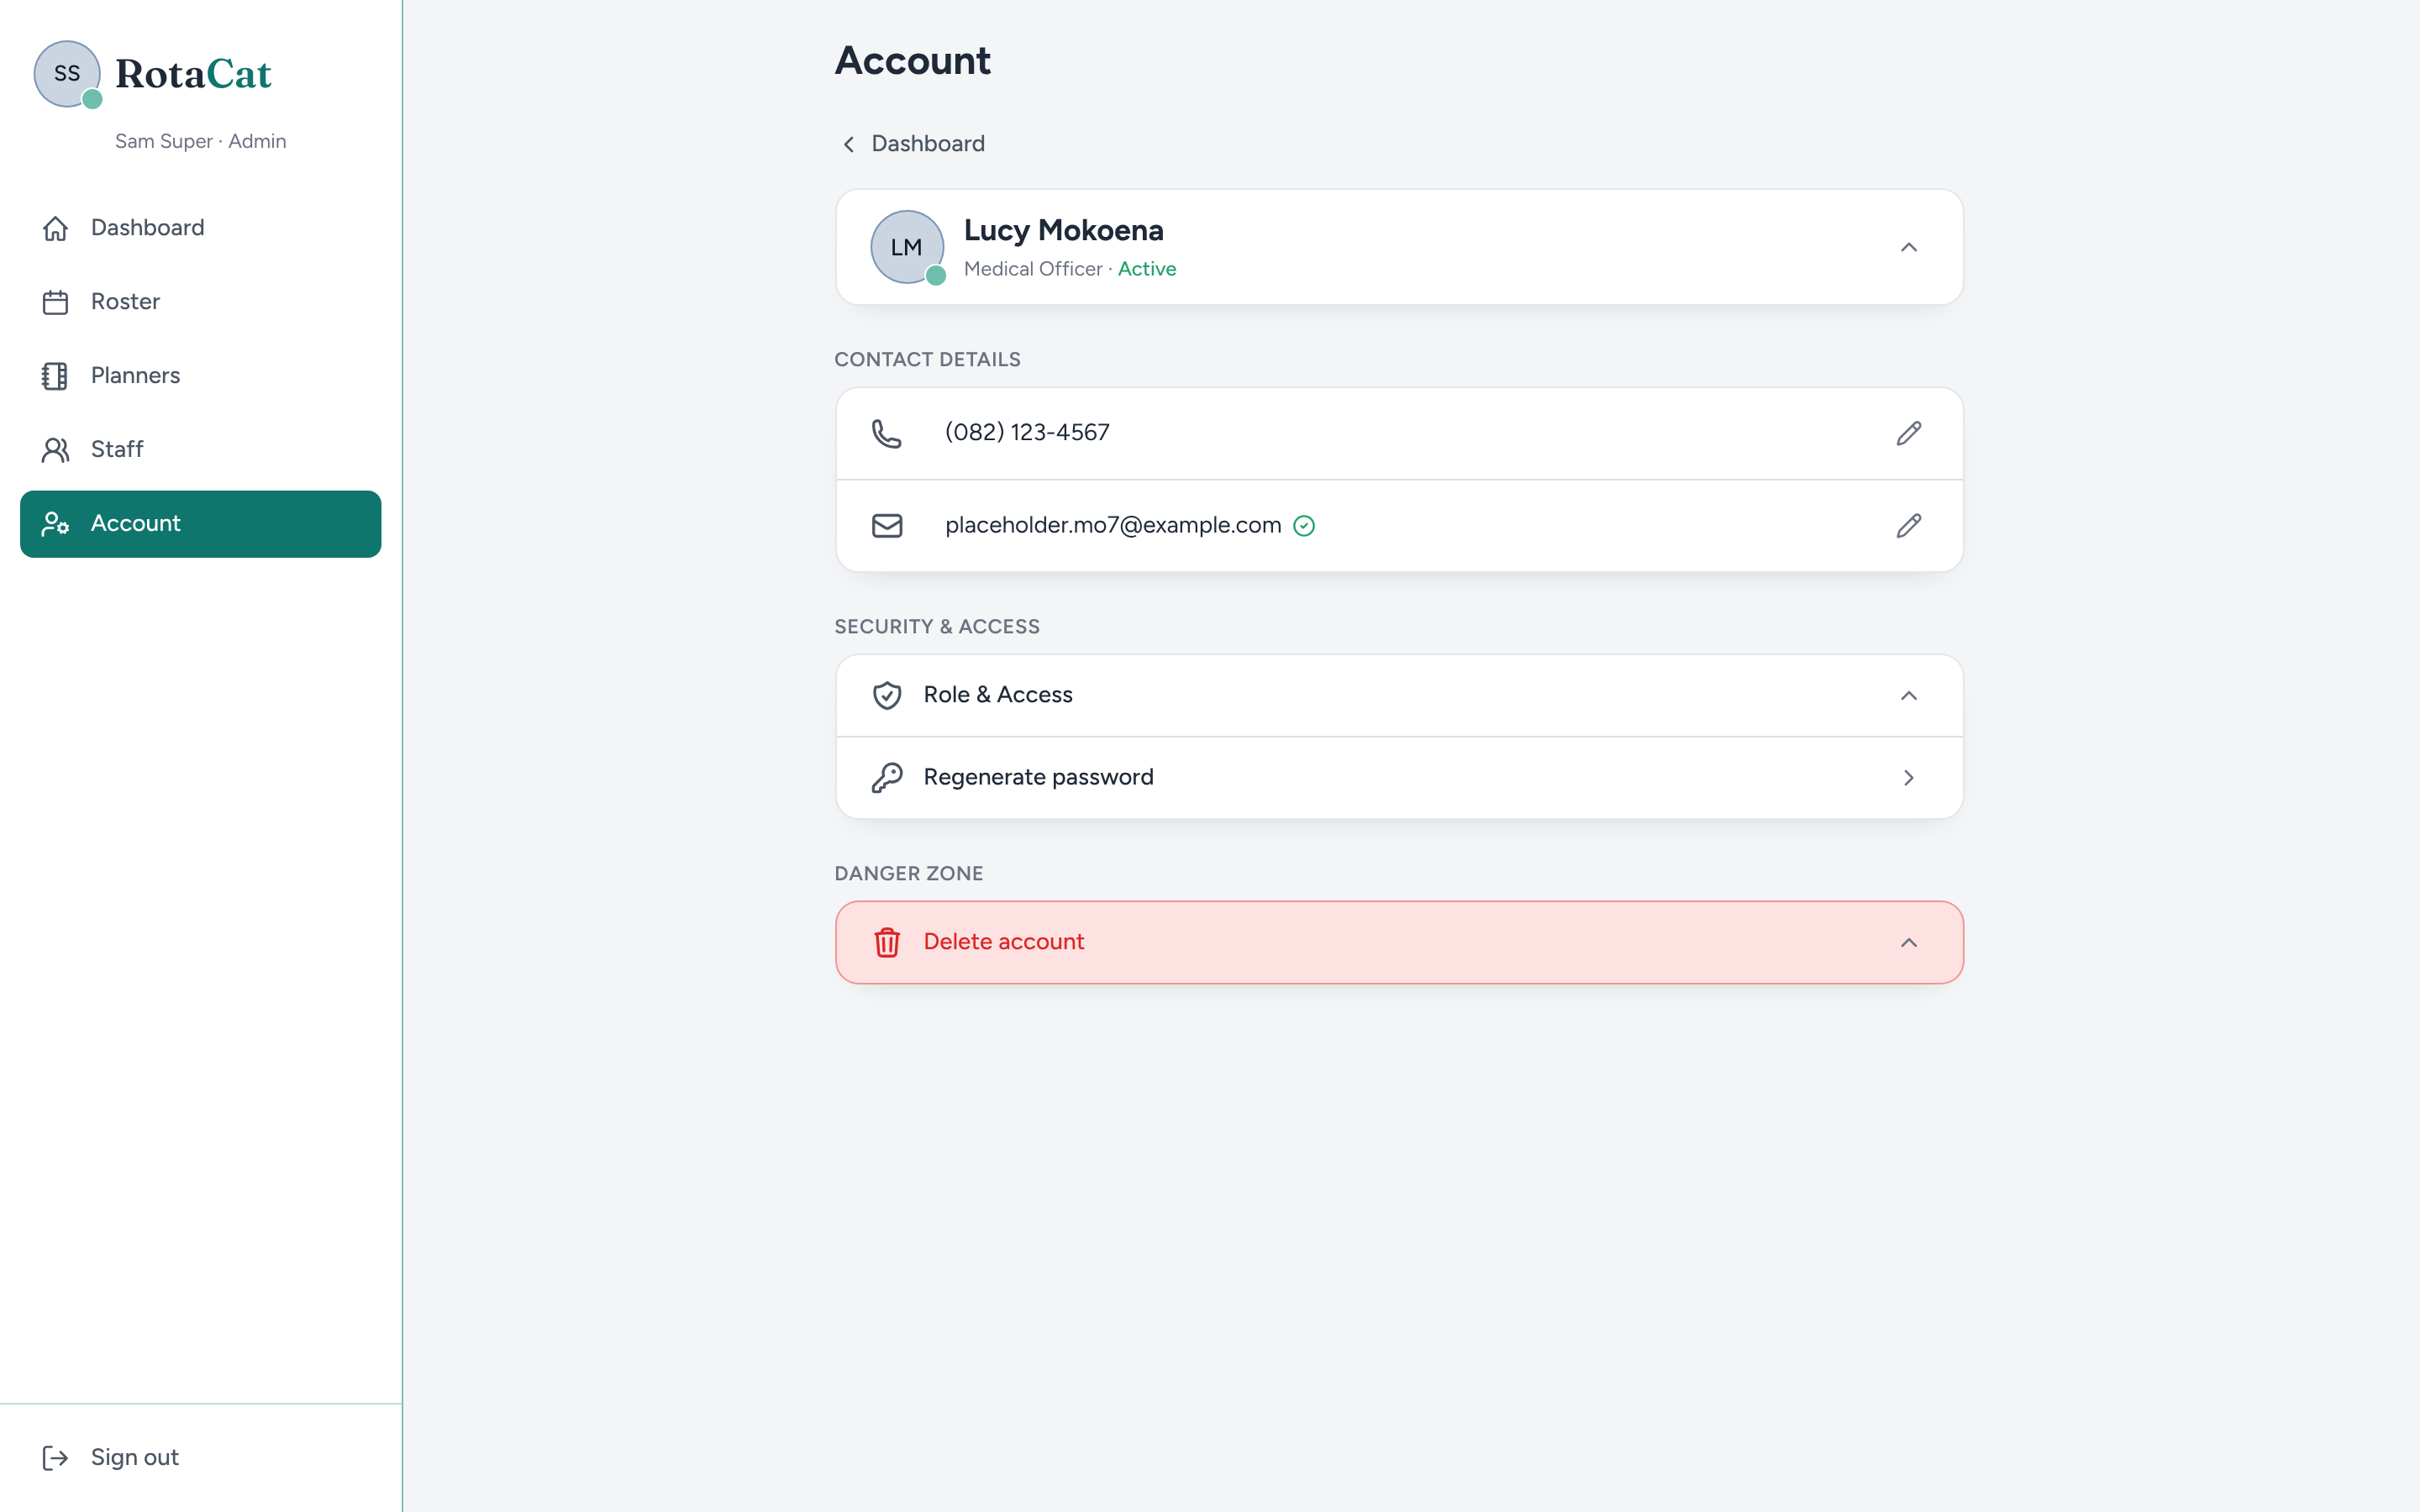 SS
RotaCat
Sam Super · Admin
Dashboard
Roster
Planners
Staff
Account
Sign out
Account
Dashboard
LM
Lucy Mokoena
Medical Officer · Active
CONTACT DETAILS
(082) 123-4567
placeholder.mo7@example.com
SECURITY & ACCESS
Role & Access
Regenerate password
DANGER ZONE
Delete account